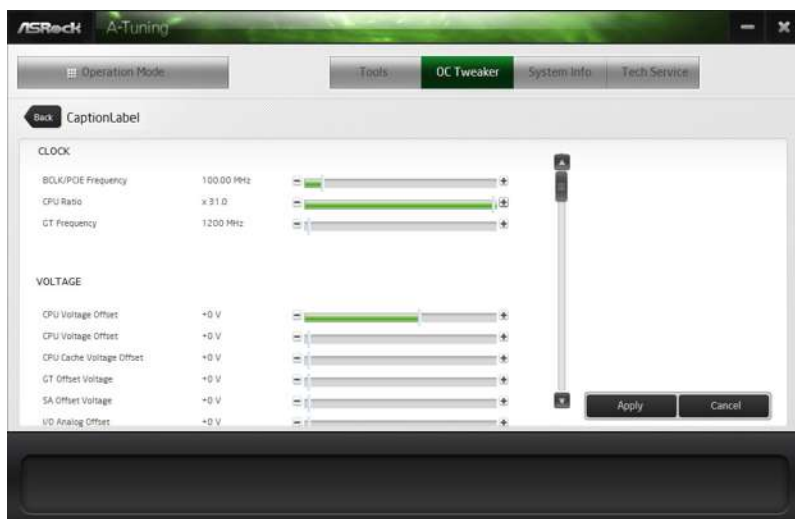 ASRock A-Tuning
Operation Mode Tools OC Tweaker System Info Tech Service
Back CaptionLabel
CLOCK
BCLK/PCIE Frequency 100.00 MHz
CPU Ratio x 31.0
GT Frequency 1200 MHz
VOLTAGE
CPU Voltage Offset +0 V
CPU Voltage Offset +0 V
CPU Cache Voltage Offset +0 V
GT Offset Voltage +0 V
SA Offset Voltage +0 V
I/O Analog Offset +0 V
Apply Cancel